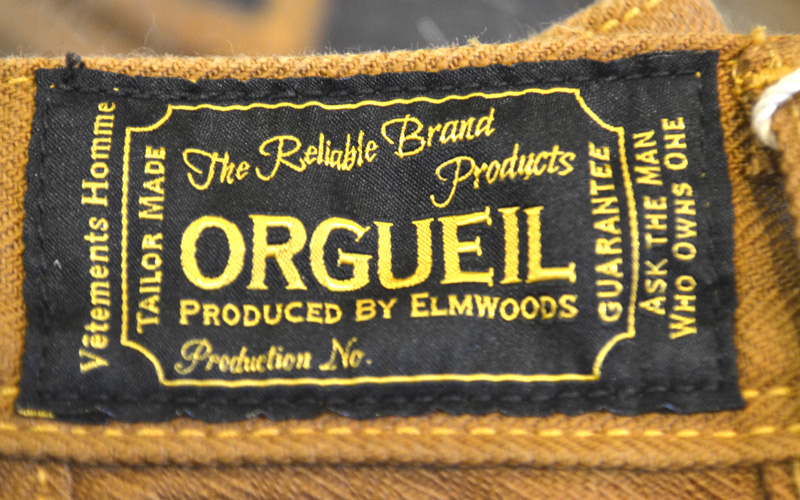 Vêtements Homme
TAILOR MADE
The Reliable Brand
Products
ORGUEIL
PRODUCED BY ELMWOODS
Production No.
GUARANTEE
ASK THE MAN
WHO OWNS ONE